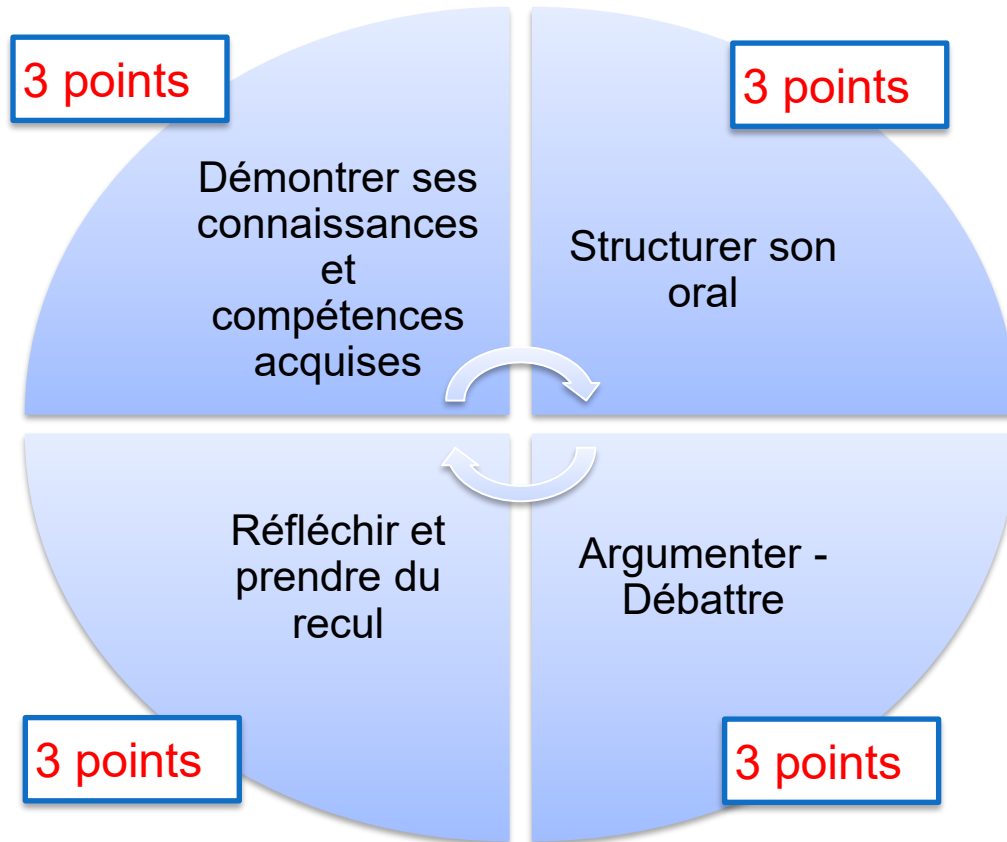 3 points
Démontrer ses
connaissances
et
compétences
acquises
3 points
Structurer son
oral
Réfléchir et
prendre du
recul
3 points
Argumenter -
Débattre
3 points